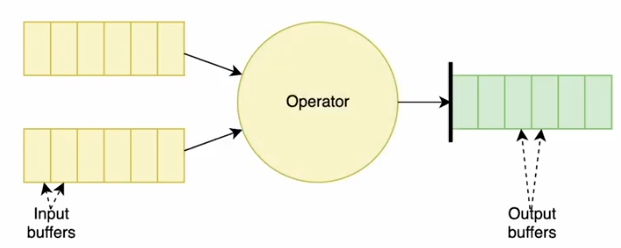 Operator
Input
buffers
Output
buffers